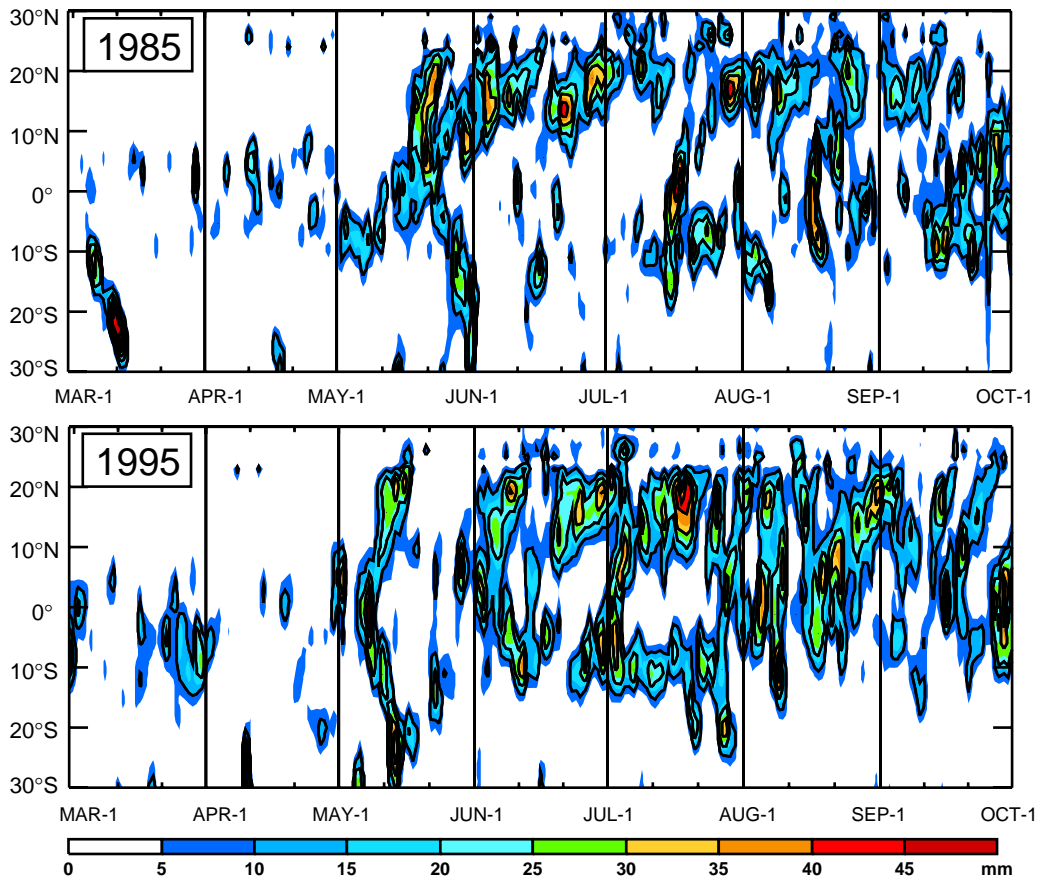 30°N
1985
20°N
10°N
0°
10°S
20°S
30°S
MAR-1 APR-1 MAY-1 JUN-1 JUL-1 AUG-1 SEP-1 OCT-1
30°N
1995
20°N
10°N
0°
10°S
20°S
30°S
MAR-1 APR-1 MAY-1 JUN-1 JUL-1 AUG-1 SEP-1 OCT-1
0 5 10 15 20 25 30 35 40 45 mm